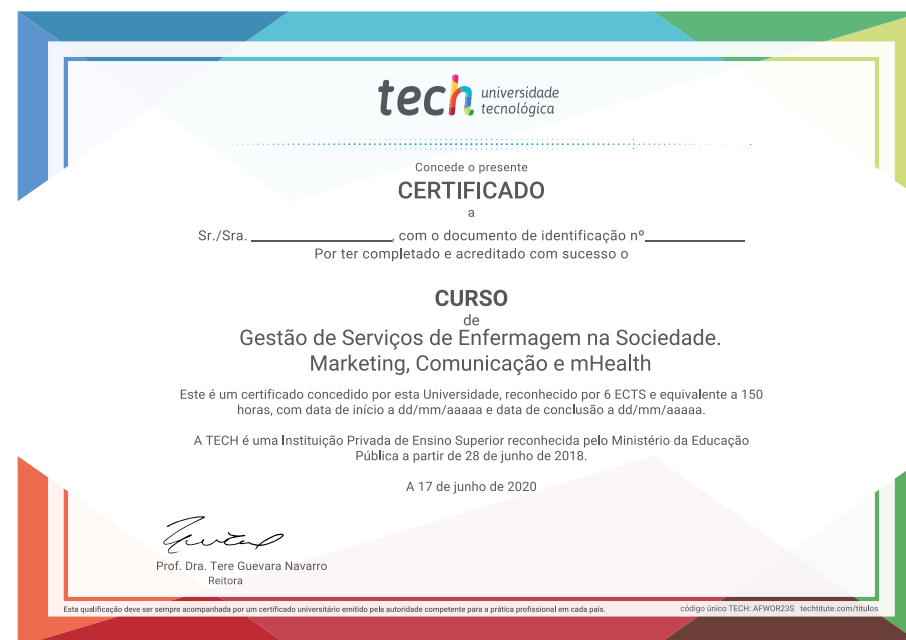 tech universidade
tecnológica
Concede o presente
CERTIFICADO
a
Sr./Sra. ____________________, com o documento de identificação nº______________
Por ter completado e acreditado com sucesso o
CURSO
de
Gestão de Serviços de Enfermagem na Sociedade.
Marketing, Comunicação e mHealth
Este é um certificado concedido por esta Universidade, reconhecido por 6 ECTS e equivalente a 150
horas, com data de início a dd/mm/aaaaa e data de conclusão a dd/mm/aaaaa.
A TECH é uma Instituição Privada de Ensino Superior reconhecida pelo Ministério da Educação
Pública a partir de 28 de junho de 2018.
A 17 de junho de 2020
Prof. Dra. Tere Guevara Navarro
Reitora
Esta qualificação deve ser sempre acompanhada por um certificado universitário emitido pela autoridade competente para a prática profissional em cada país.
código único TECH: AFWOR23S techtitute.com/titulos